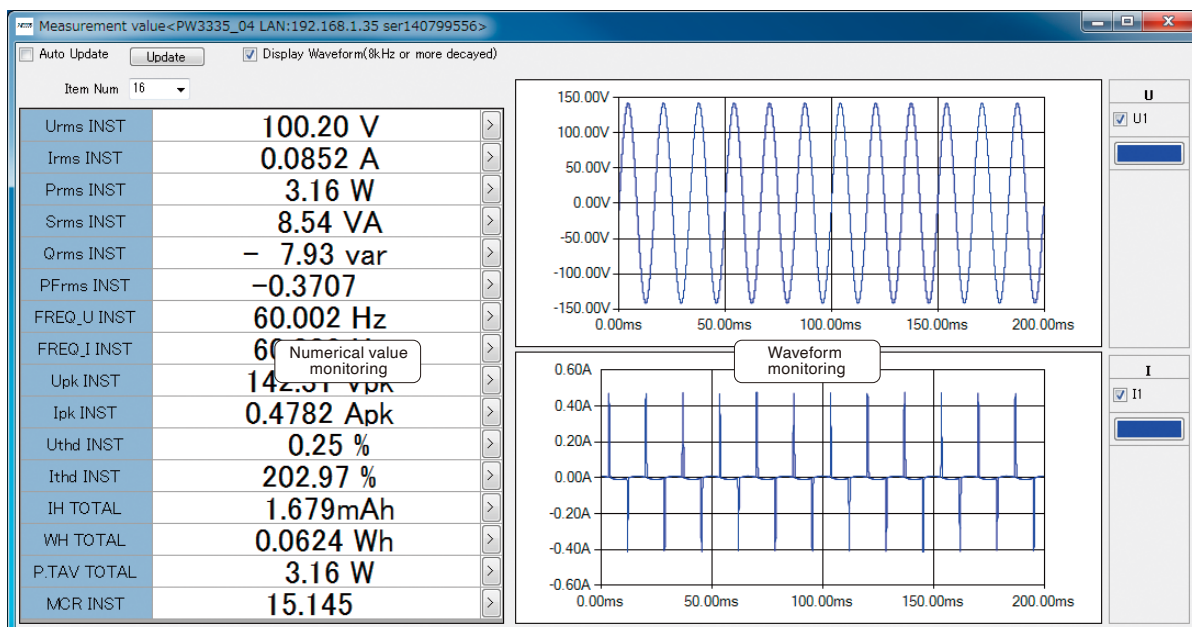 Measurement value<PW3335_04 LAN:192.168.1.35 ser140799556>
Auto Update Update Display Waveform(8kHz or more decayed)
Item Num 16
Urms INST 100.20 V
Irms INST 0.0852 A
Prms INST 3.16 W
Srms INST 8.54 VA
Qrms INST − 7.93 var
PFrms INST −0.3707
FREQ_U INST 60.002 Hz
FREQ_I INST
Numerical value
monitoring
Upk INST
Ipk INST 0.4782 Apk
Uthd INST 0.25 %
Ithd INST 202.97 %
IH TOTAL 1.679mAh
WH TOTAL 0.0624 Wh
P.TAV TOTAL 3.16 W
MCR INST 15.145
150.00V
100.00V
50.00V
0.00V
-50.00V
-100.00V
-150.00V
0.00ms 50.00ms 100.00ms 150.00ms 200.00ms
U
U1
Waveform
monitoring
0.60A
0.40A
0.20A
0.00A
-0.20A
-0.40A
-0.60A
0.00ms 50.00ms 100.00ms 150.00ms 200.00ms
I
I1